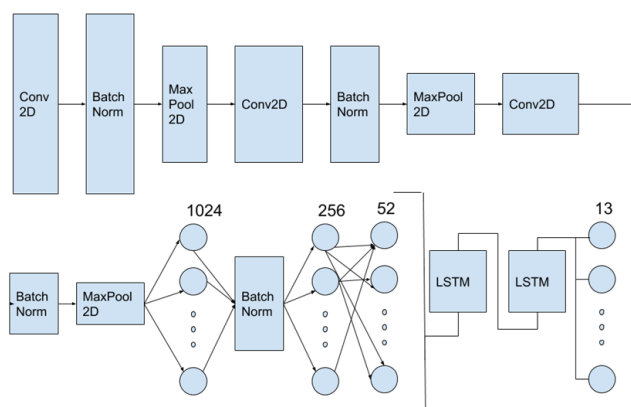 Conv
2D
Batch
Norm
Max
Pool
2D
Conv2D
Batch
Norm
MaxPool
2D
Conv2D
1024
256
52
13
Batch
Norm
MaxPool
2D
Batch
Norm
LSTM
LSTM